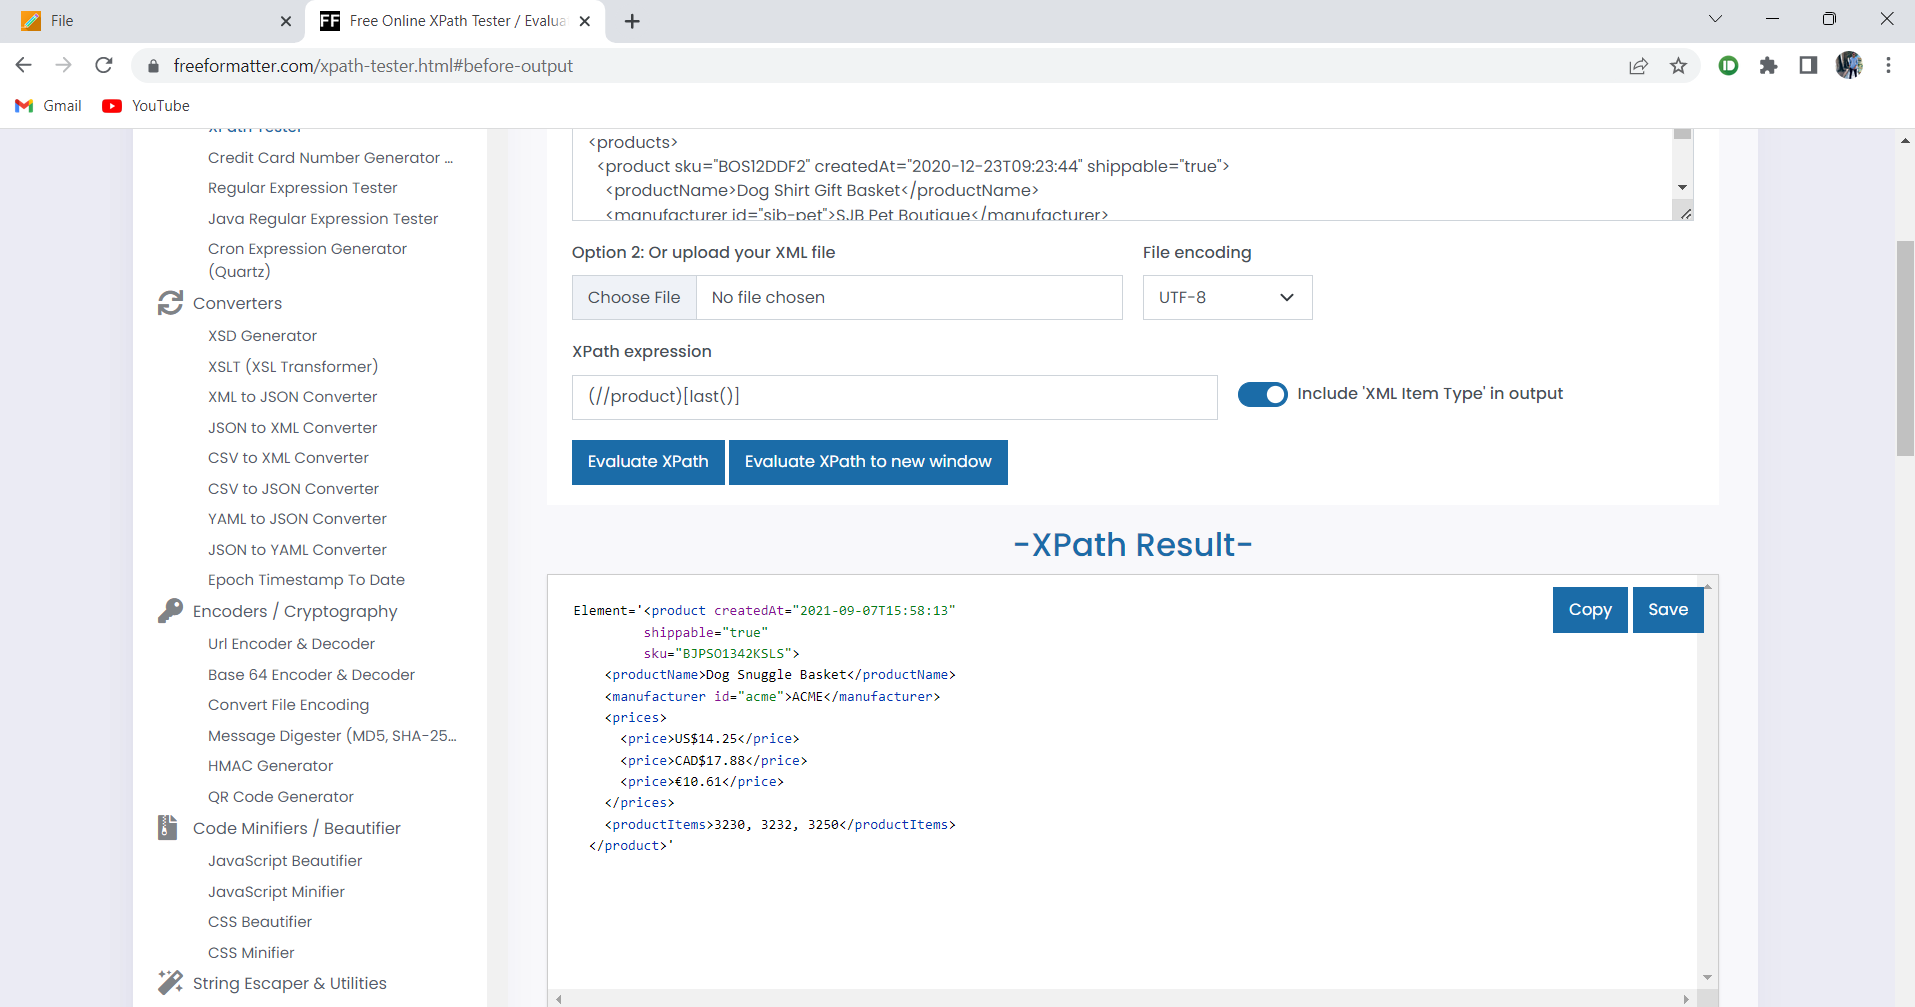 File
Free Online XPath Tester / Evalua
freeformatter.com/xpath-tester.html#before-output
Gmail
YouTube
XPath Tester
Credit Card Number Generator ...
Regular Expression Tester
Java Regular Expression Tester
Cron Expression Generator
(Quartz)
Converters
XSD Generator
XSLT (XSL Transformer)
XML to JSON Converter
JSON to XML Converter
CSV to XML Converter
CSV to JSON Converter
YAML to JSON Converter
JSON to YAML Converter
Epoch Timestamp To Date
Encoders / Cryptography
Url Encoder & Decoder
Base 64 Encoder & Decoder
Convert File Encoding
Message Digester (MD5, SHA-25...
HMAC Generator
QR Code Generator
Code Minifiers / Beautifier
JavaScript Beautifier
JavaScript Minifier
CSS Beautifier
CSS Minifier
String Escaper & Utilities
<products>
<product sku="BOS12DDF2" createdAt="2020-12-23T09:23:44" shippable="true">
<productName>Dog Shirt Gift Basket</productName>
<manufacturer id="sjb-pet">SJB Pet Boutique</manufacturer>
Option 2: Or upload your XML file
File encoding
Choose File
No file chosen
UTF-8
XPath expression
(//product)[last()]
Include 'XML Item Type' in output
Evaluate XPath
Evaluate XPath to new window
-XPath Result-
Copy
Save
Element='<product createdAt="2021-09-07T15:58:13"
shippable="true"
sku="BJPSO1342KSLS">
<productName>Dog Snuggle Basket</productName>
<manufacturer id="acme">ACME</manufacturer>
<prices>
<price>US$14.25</price>
<price>CAD$17.88</price>
<price>€10.61</price>
</prices>
<productItems>3230, 3232, 3250</productItems>
</product>'